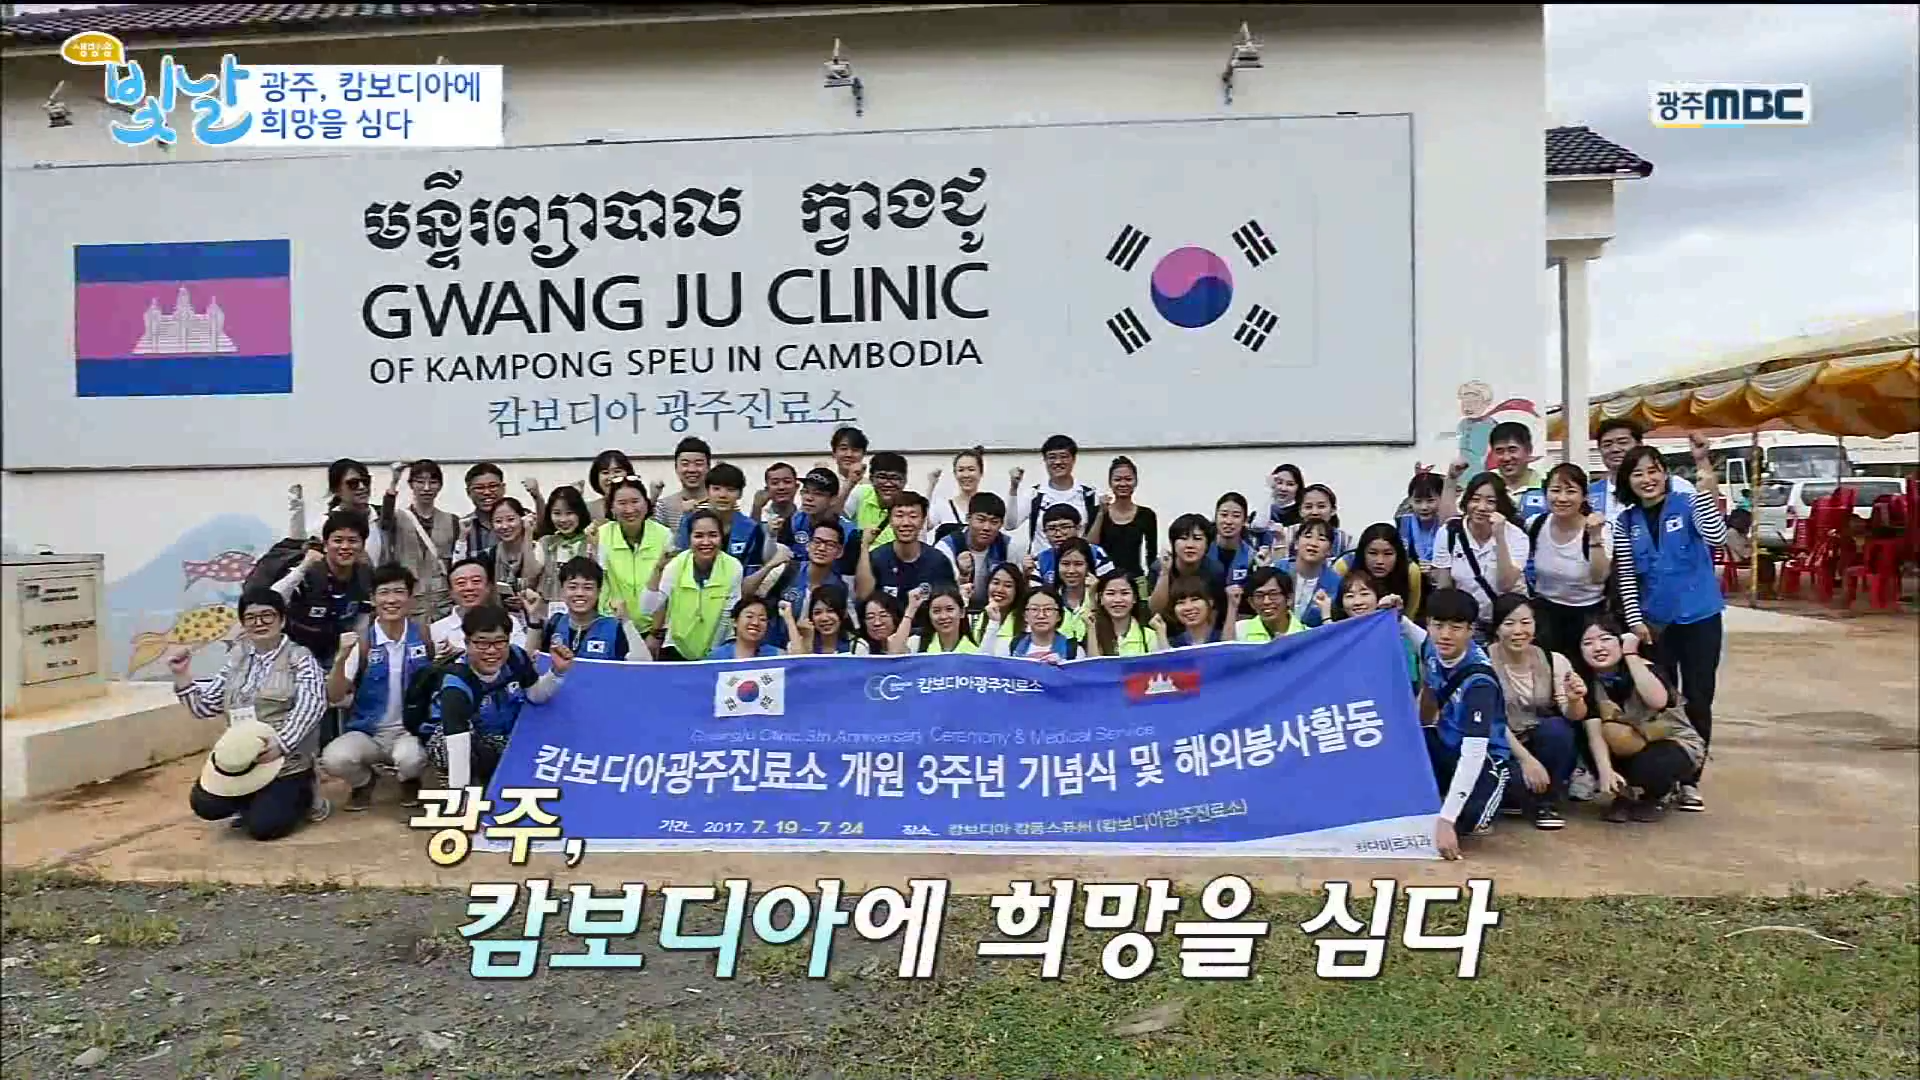 생방송
빛날
광주, 캄보디아에
희망을 심다
광주MBC
មន្ទីរព្យាបាល ក្វាងជូ
GWANG JU CLINIC
OF KAMPONG SPEU IN CAMBODIA
캄보디아 광주진료소
캄보디아광주진료소
Gwangju Clinic 3th Anniversary Ceremony & Medical Service
캄보디아광주진료소 개원 3주년 기념식 및 해외봉사활동
기간_ 2017. 7. 19 - 7. 24 장소_ 캄보디아 캄퐁스퓨 (캄보디아광주진료소)
광주,
캄보디아에 희망을 심다